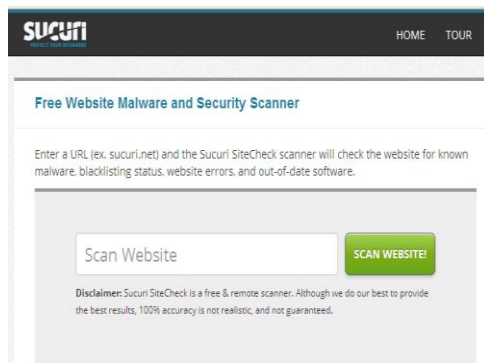 SUCURI
PROTECT YOUR INTERWEBS
HOME TOUR
Free Website Malware and Security Scanner
Enter a URL (ex. sucuri.net) and the Sucuri SiteCheck scanner will check the website for known
malware, blacklisting status, website errors, and out-of-date software.
Scan Website
SCAN WEBSITE!
Disclaimer: Sucuri SiteCheck is a free & remote scanner. Although we do our best to provide
the best results, 100% accuracy is not realistic, and not guaranteed.